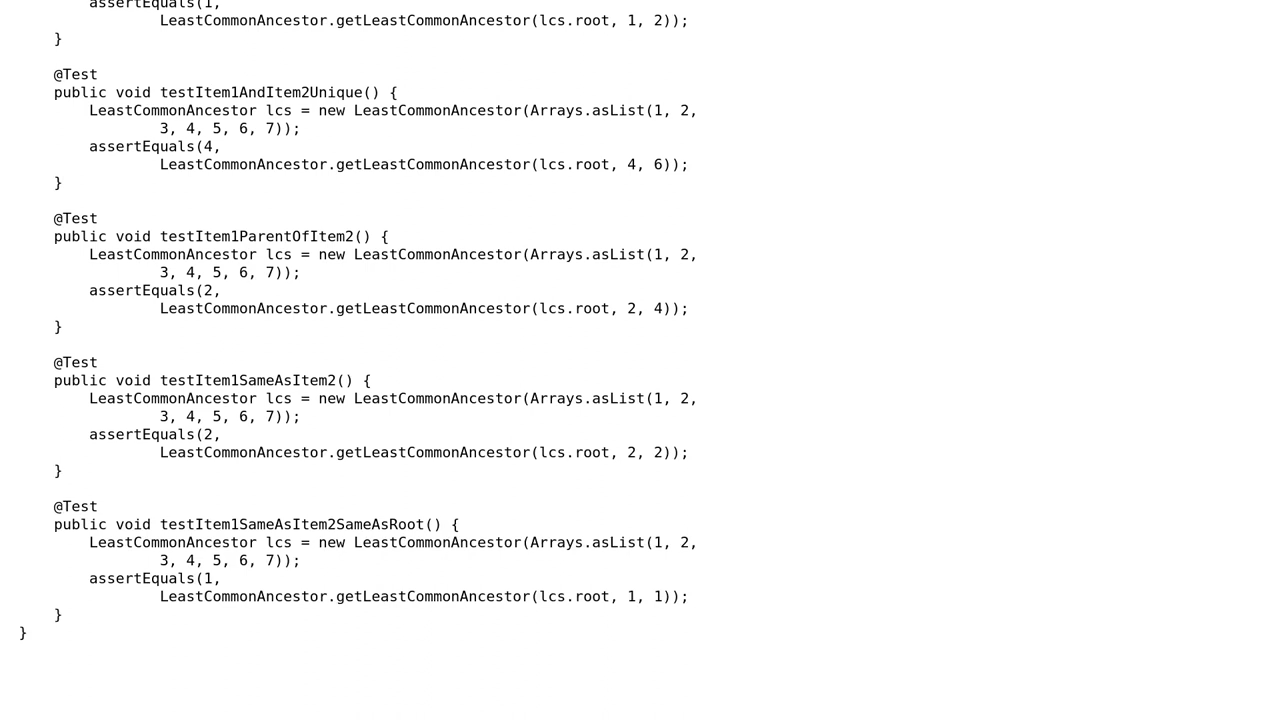 assertEquals(1,
LeastCommonAncestor.getLeastCommonAncestor(lcs.root, 1, 2));
}
@Test
public void testItem1AndItem2Unique() {
LeastCommonAncestor lcs = new LeastCommonAncestor(Arrays.asList(1, 2,
3, 4, 5, 6, 7));
assertEquals(4,
LeastCommonAncestor.getLeastCommonAncestor(lcs.root, 4, 6));
}
@Test
public void testItem1ParentOfItem2() {
LeastCommonAncestor lcs = new LeastCommonAncestor(Arrays.asList(1, 2,
3, 4, 5, 6, 7));
assertEquals(2,
LeastCommonAncestor.getLeastCommonAncestor(lcs.root, 2, 4));
}
@Test
public void testItem1SameAsItem2() {
LeastCommonAncestor lcs = new LeastCommonAncestor(Arrays.asList(1, 2,
3, 4, 5, 6, 7));
assertEquals(2,
LeastCommonAncestor.getLeastCommonAncestor(lcs.root, 2, 2));
}
@Test
public void testItem1SameAsItem2SameAsRoot() {
LeastCommonAncestor lcs = new LeastCommonAncestor(Arrays.asList(1, 2,
3, 4, 5, 6, 7));
assertEquals(1,
LeastCommonAncestor.getLeastCommonAncestor(lcs.root, 1, 1));
}
}